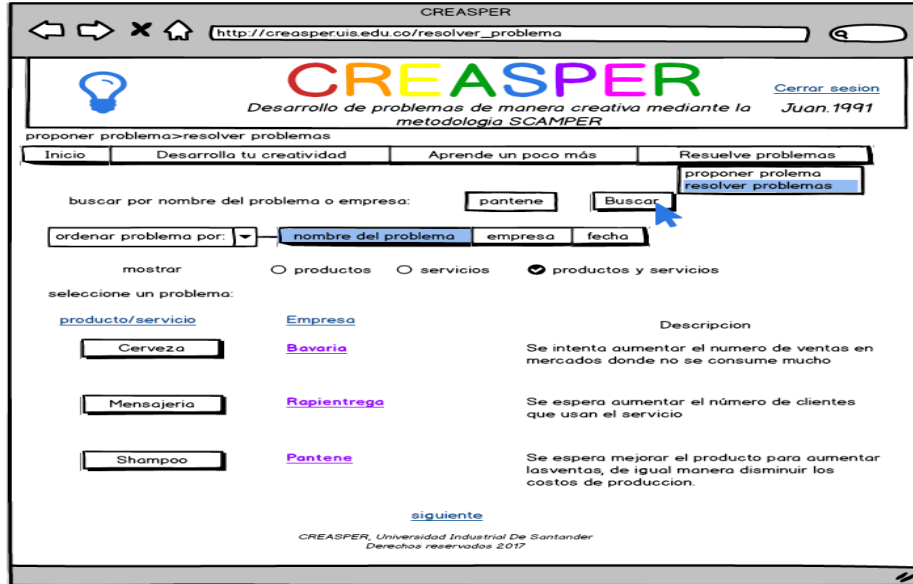 CREASPER
http://creasper.uis.edu.co/resolver_problema
CREASPER
Desarrollo de problemas de manera creativa mediante la
metodologia SCAMPER
Cerrar sesion
Juan.1991
proponer problema>resolver problemas
Inicio Desarrolla tu creatividad Aprende un poco más Resuelve problemas
proponer prolema
resolver problemas
buscar por nombre del problema o empresa: pantene Buscar
ordenar problema por: nombre del problema empresa fecha
mostrar productos servicios productos y servicios
seleccione un problema:
producto/servicio Empresa Descripcion
Cerveza Bavaria Se intenta aumentar el numero de ventas en
mercados donde no se consume mucho
Mensajeria Rapientrega Se espera aumentar el número de clientes
que usan el servicio
Shampoo Pantene Se espera mejorar el producto para aumentar
lasventas, de igual manera disminuir los
costos de produccion.
siguiente
CREASPER, Universidad Industrial De Santander
Derechos reservados 2017